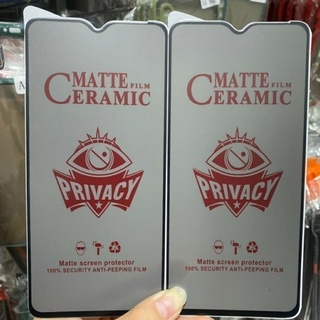 MATTE FILM
CERAMIC
PRIVACY
Matte screen protector
100% SECURITY ANTI-PEEPING FILM
MATTE FILM
CERAMIC
PRIVACY
Matte screen protector
100% SECURITY ANTI-PEEPING FILM